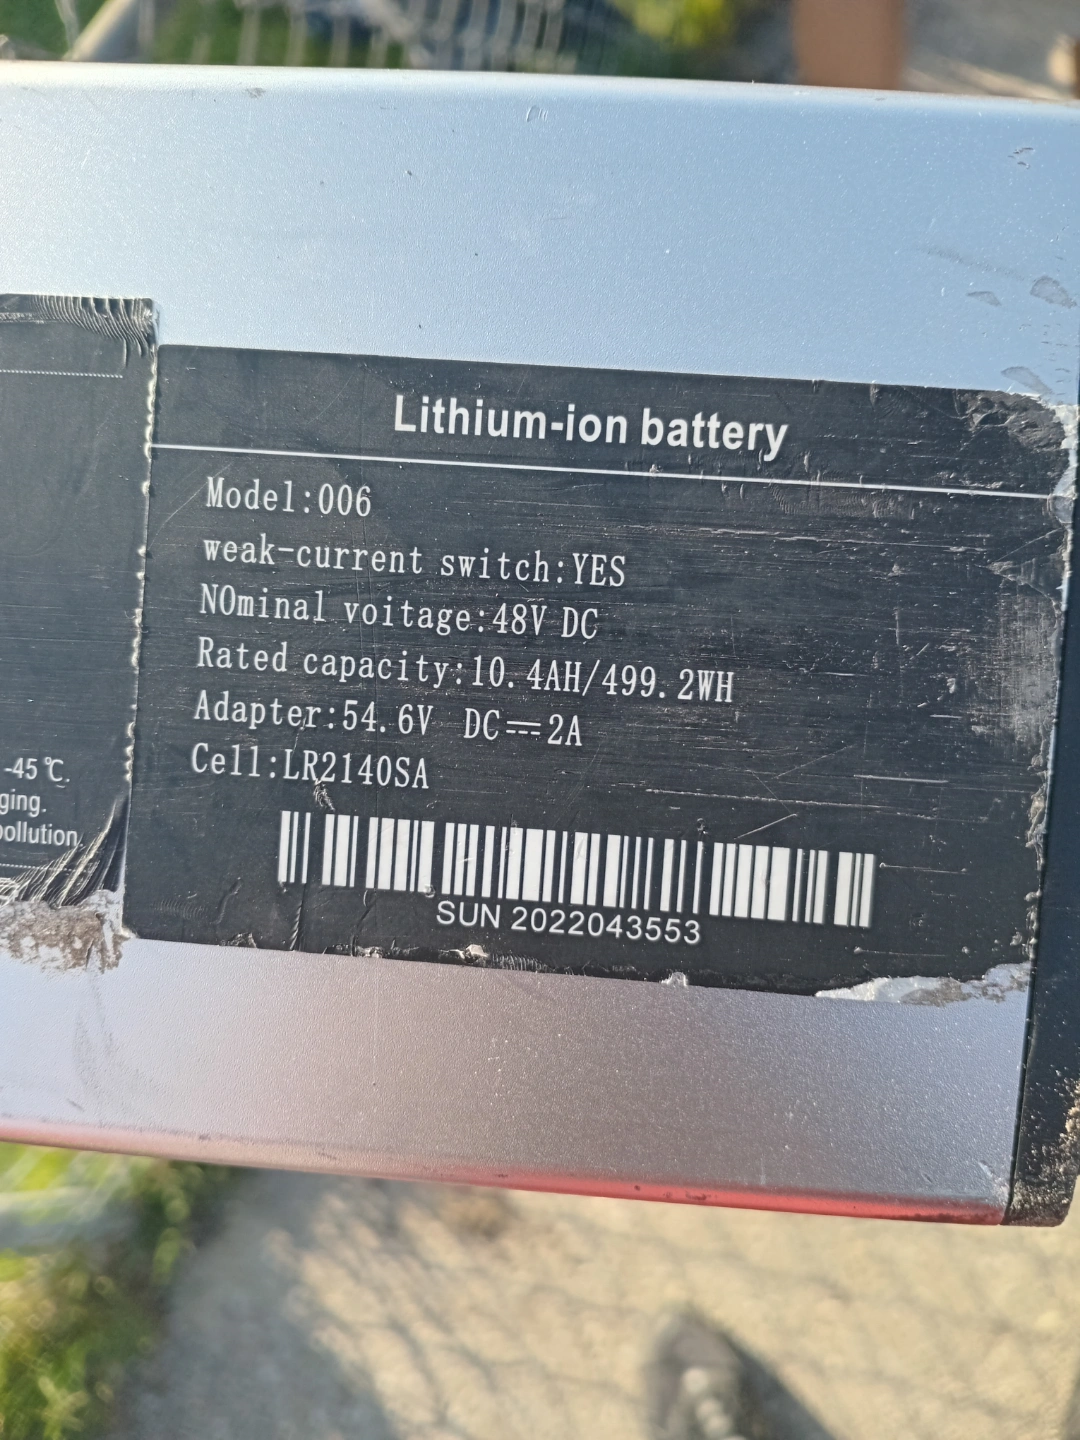 Lithium-ion battery
Model:006
weak-current switch:YES
NOminal voitage:48V DC
Rated capacity:10.4AH/499.2WH
Adapter:54.6V DC⎓2A
Cell:LR2140SA
SUN 2022043553
-45℃.
ging.
pollution